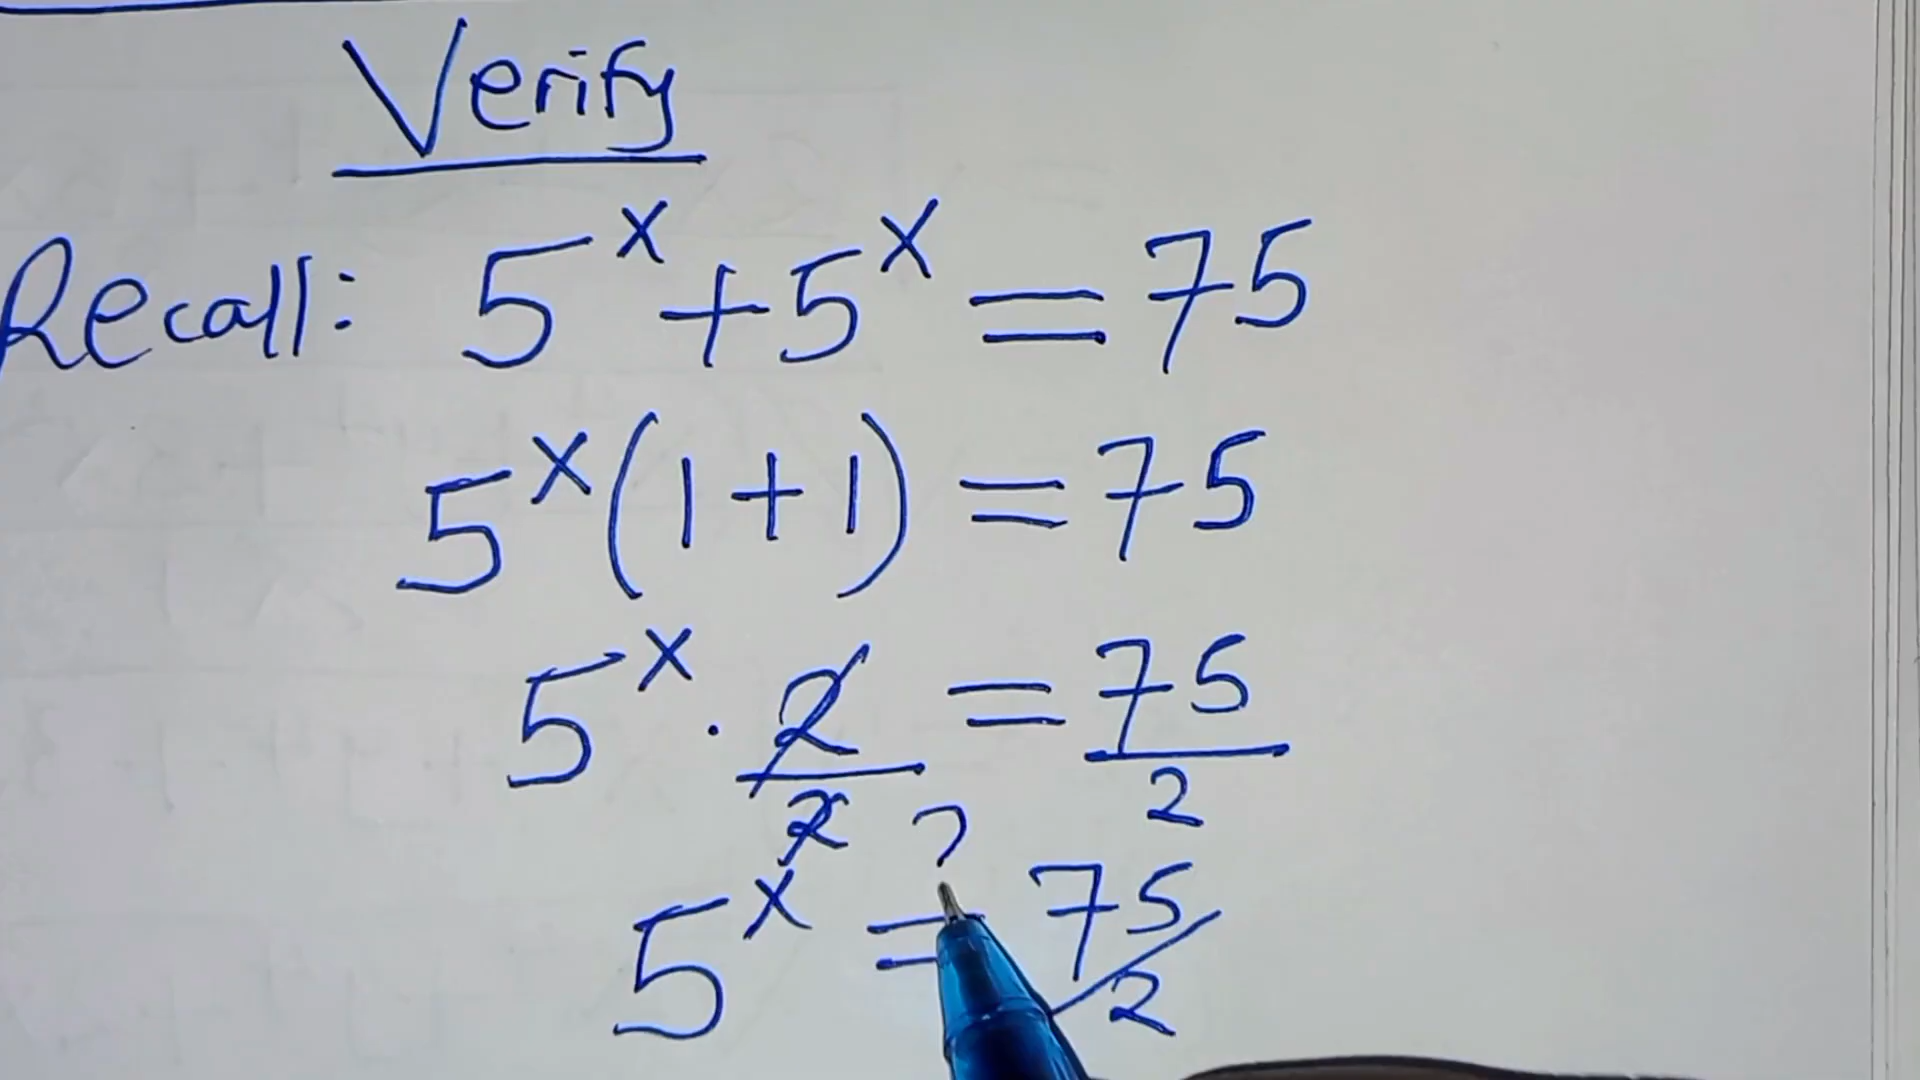 Verify
Recall: 5^x + 5^x = 75
5^x (1 + 1) = 75
5^x · 2/2 = 75/2
5^x = 75/2
?